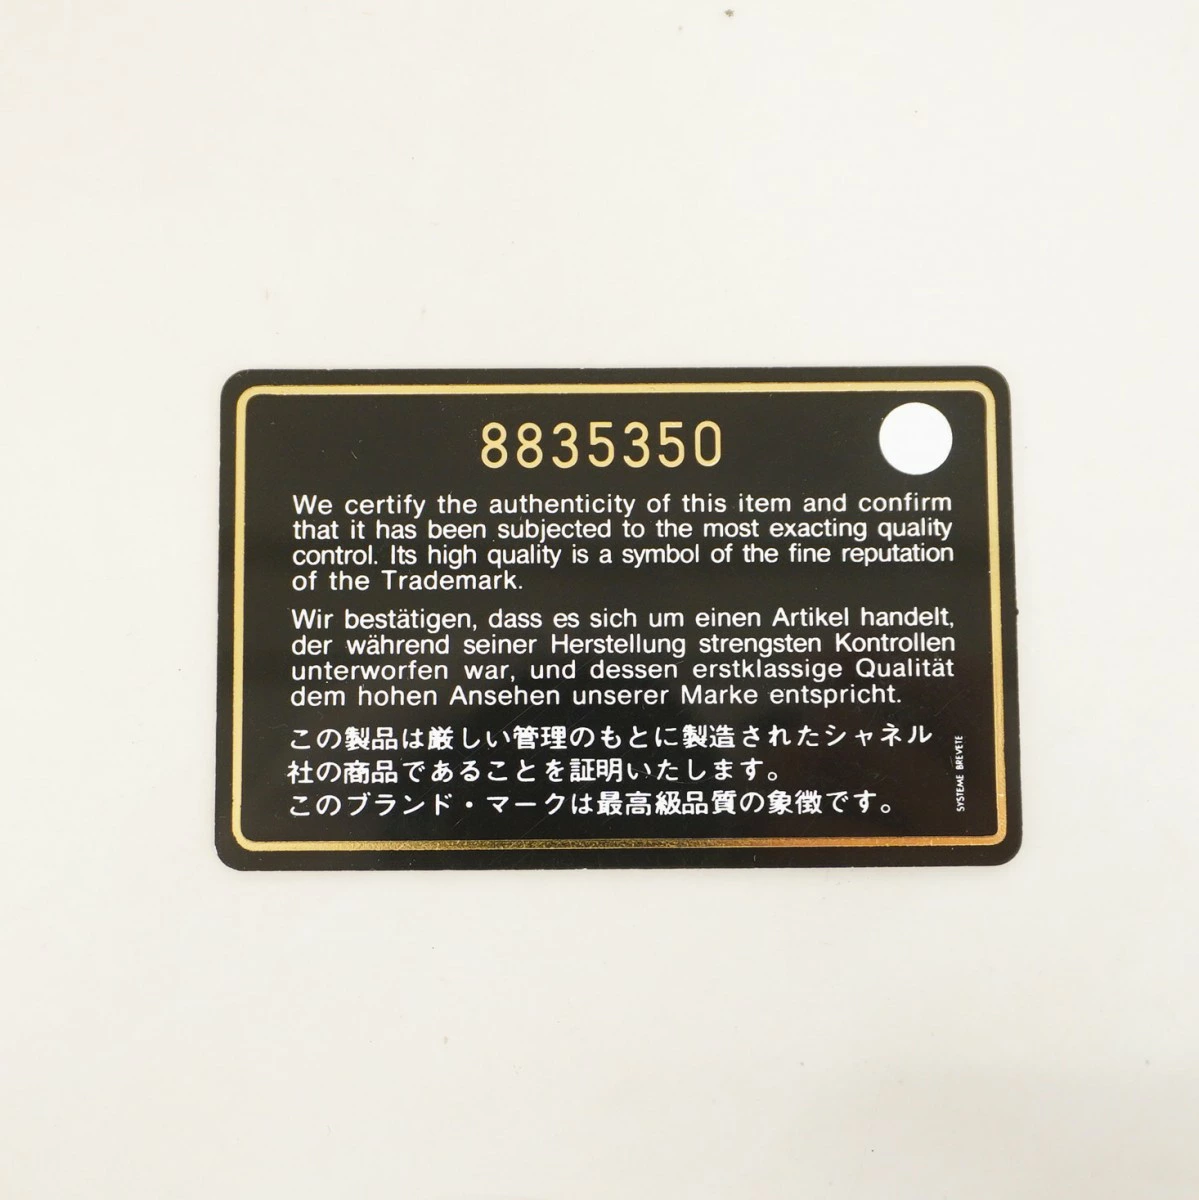 8835350
We certify the authenticity of this item and confirm
that it has been subjected to the most exacting quality
control. Its high quality is a symbol of the fine reputation
of the Trademark.
Wir bestätigen, dass es sich um einen Artikel handelt,
der während seiner Herstellung strengsten Kontrollen
unterworfen war, und dessen erstklassige Qualität
dem hohen Ansehen unserer Marke entspricht.
この製品は厳しい管理のもとに製造されたシャネル
社の商品であることを証明いたします。
このブランド・マークは最高級品質の象徴です。
SYSTEME BREVETE